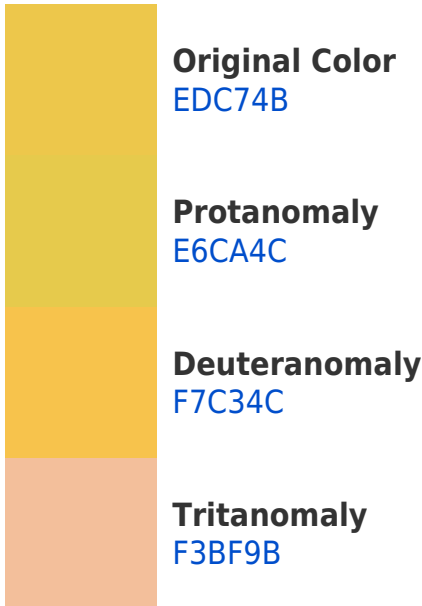 Original Color
EDC74B
Protanomaly
E6CA4C
Deuteranomaly
F7C34C
Tritanomaly
F3BF9B